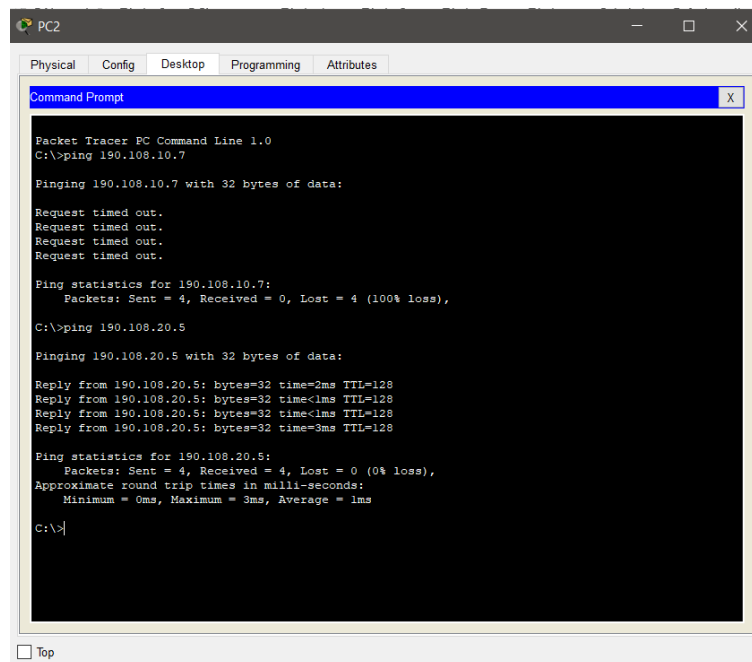 PC2
Physical Config Desktop Programming Attributes
Command Prompt
X
Packet Tracer PC Command Line 1.0
C:\>ping 190.108.10.7
Pinging 190.108.10.7 with 32 bytes of data:
Request timed out.
Request timed out.
Request timed out.
Request timed out.
Ping statistics for 190.108.10.7:
Packets: Sent = 4, Received = 0, Lost = 4 (100% loss),
C:\>ping 190.108.20.5
Pinging 190.108.20.5 with 32 bytes of data:
Reply from 190.108.20.5: bytes=32 time=2ms TTL=128
Reply from 190.108.20.5: bytes=32 time<1ms TTL=128
Reply from 190.108.20.5: bytes=32 time<1ms TTL=128
Reply from 190.108.20.5: bytes=32 time=3ms TTL=128
Ping statistics for 190.108.20.5:
Packets: Sent = 4, Received = 4, Lost = 0 (0% loss),
Approximate round trip times in milli-seconds:
Minimum = 0ms, Maximum = 3ms, Average = 1ms
C:\>
Top